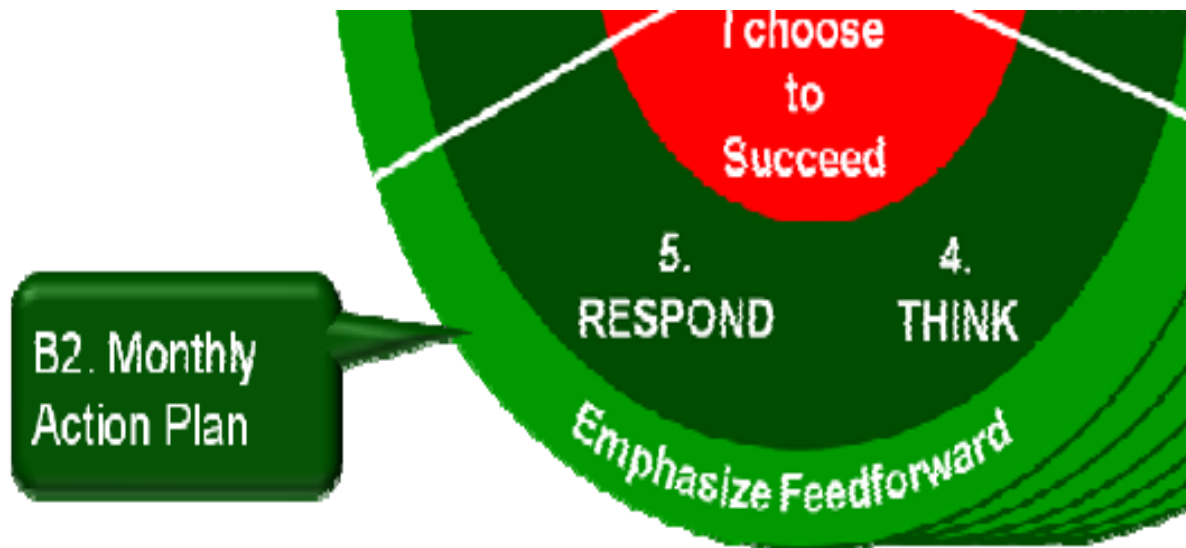 I choose
to
Succeed
5.
RESPOND
4.
THINK
B2. Monthly
Action Plan
Emphasize Feedforward